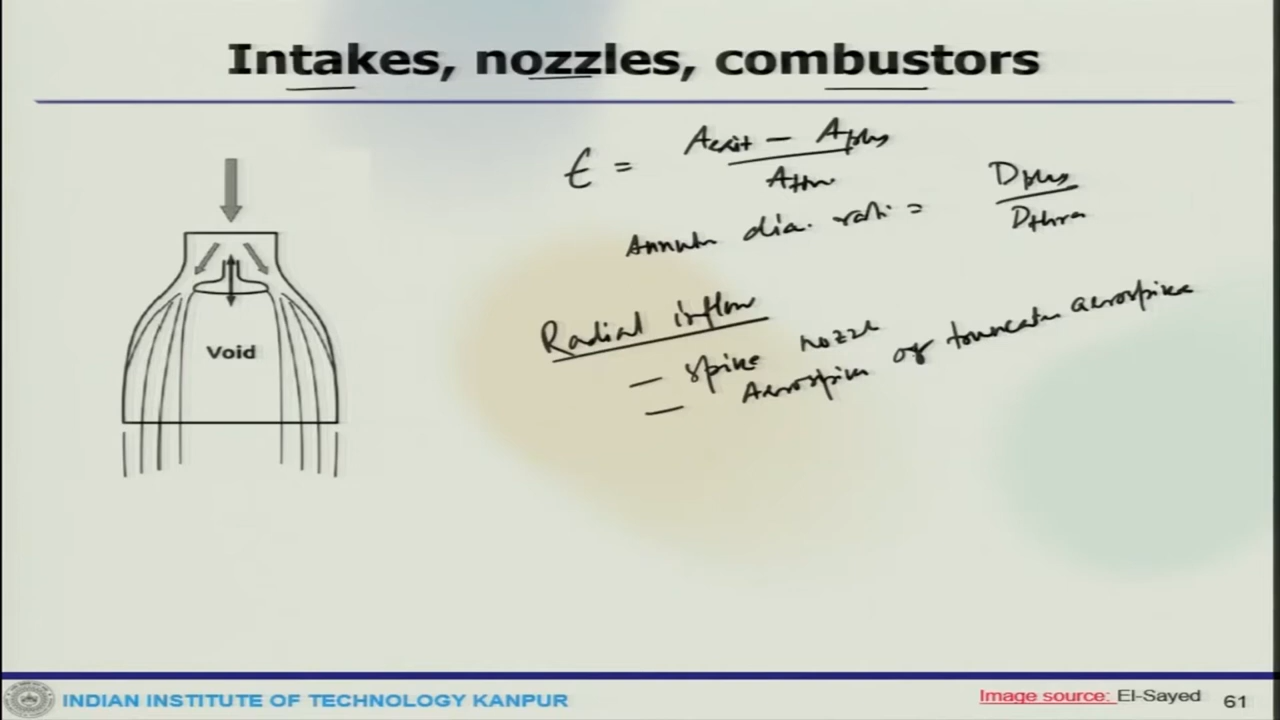 Intakes, nozzles, combustors
Є = Aexit − Aplug
Athr
Annular dia. ratio = Dplug
Dthroa
Radial inflow
— spike nozzle
— Aerospike or truncated aerospike
Void
INDIAN INSTITUTE OF TECHNOLOGY KANPUR
Image source: El-Sayed 61